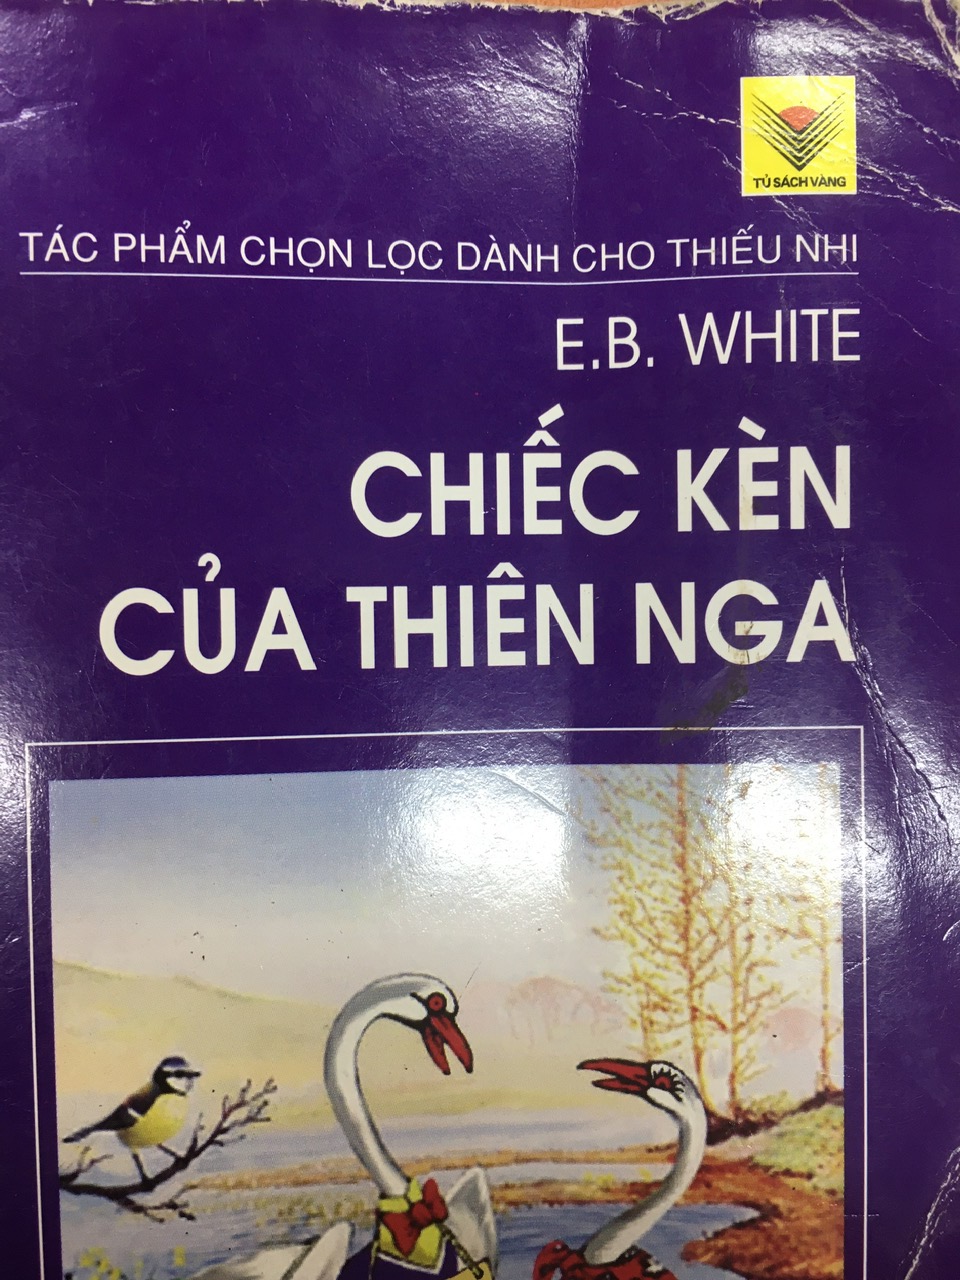 TỦ SÁCH VÀNG
TÁC PHẨM CHỌN LỌC DÀNH CHO THIẾU NHI
E.B. WHITE
CHIẾC KÈN
CỦA THIÊN NGA